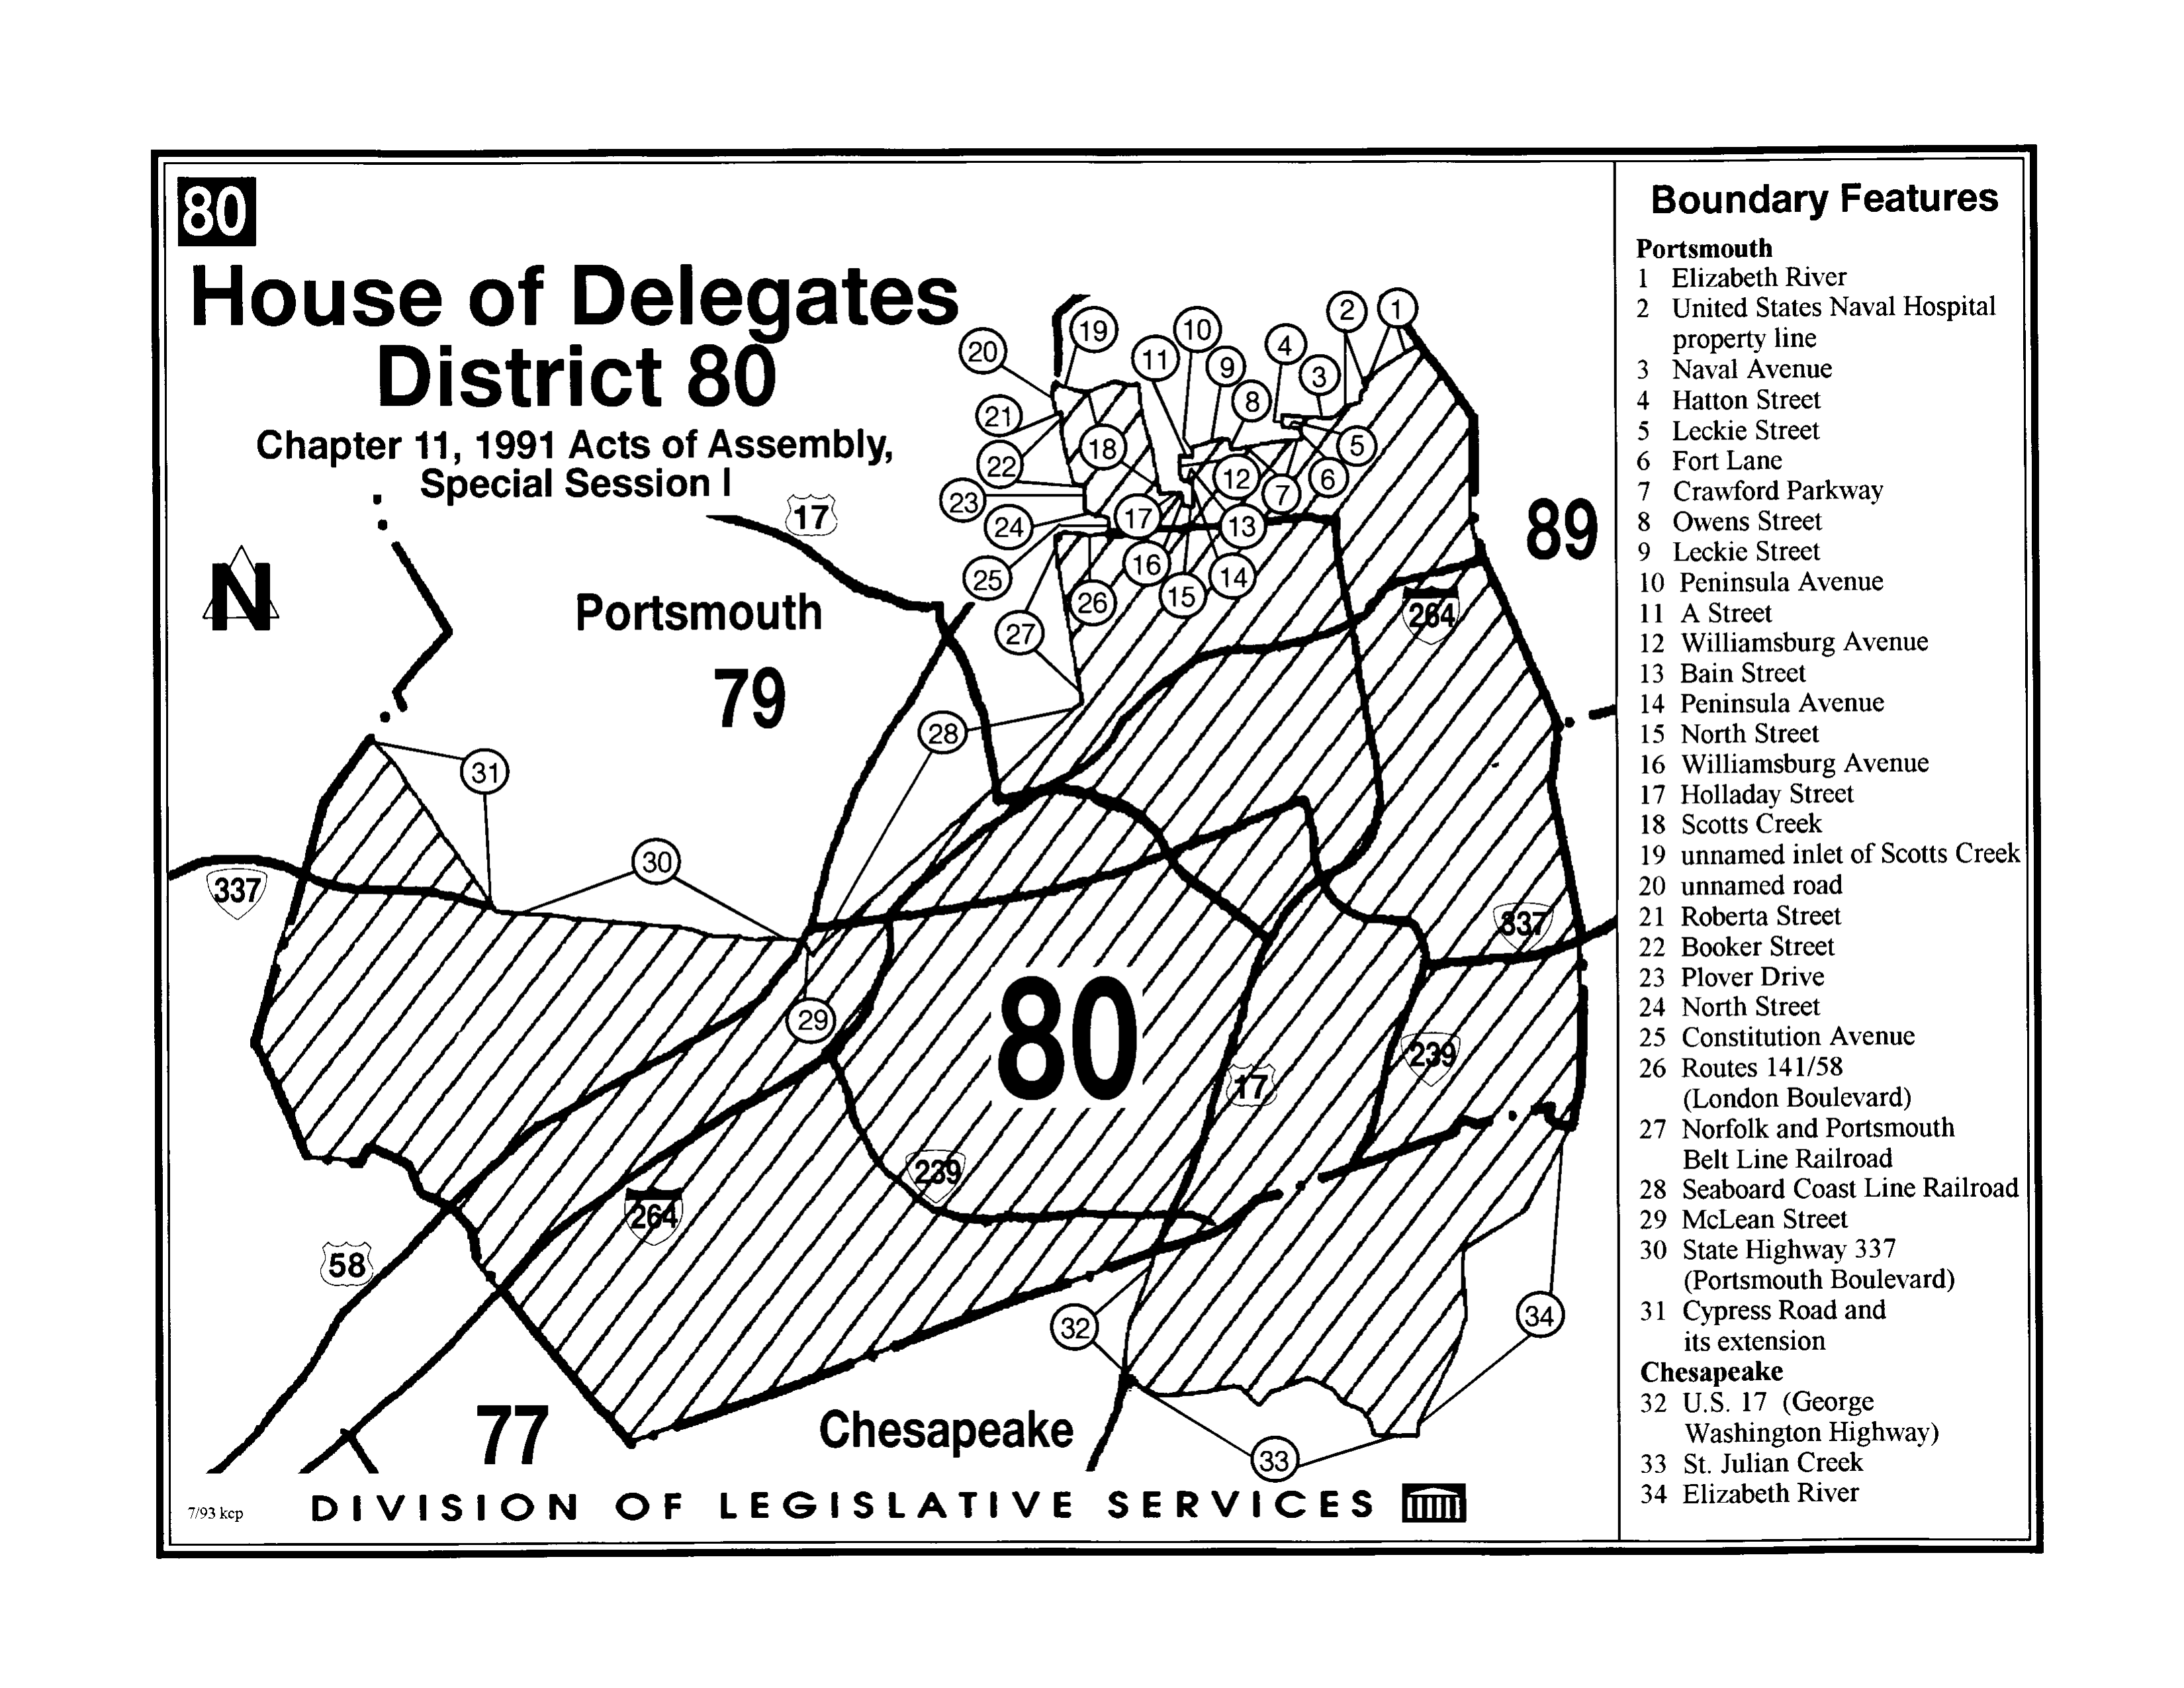 80
House of Delegates
District 80
Chapter 11, 1991 Acts of Assembly,
Special Session I
N
Portsmouth
79
89
80
77
Chesapeake
17
264
337
337
239
17
239
264
58
1
2
3
4
5
6
7
8
9
10
11
12
13
14
15
16
17
18
19
20
21
22
23
24
25
26
27
28
29
30
31
32
33
34
7/93 kcp
DIVISION OF LEGISLATIVE SERVICES
Boundary Features
Portsmouth
1 Elizabeth River
2 United States Naval Hospital
property line
3 Naval Avenue
4 Hatton Street
5 Leckie Street
6 Fort Lane
7 Crawford Parkway
8 Owens Street
9 Leckie Street
10 Peninsula Avenue
11 A Street
12 Williamsburg Avenue
13 Bain Street
14 Peninsula Avenue
15 North Street
16 Williamsburg Avenue
17 Holladay Street
18 Scotts Creek
19 unnamed inlet of Scotts Creek
20 unnamed road
21 Roberta Street
22 Booker Street
23 Plover Drive
24 North Street
25 Constitution Avenue
26 Routes 141/58
(London Boulevard)
27 Norfolk and Portsmouth
Belt Line Railroad
28 Seaboard Coast Line Railroad
29 McLean Street
30 State Highway 337
(Portsmouth Boulevard)
31 Cypress Road and
its extension
Chesapeake
32 U.S. 17 (George
Washington Highway)
33 St. Julian Creek
34 Elizabeth River